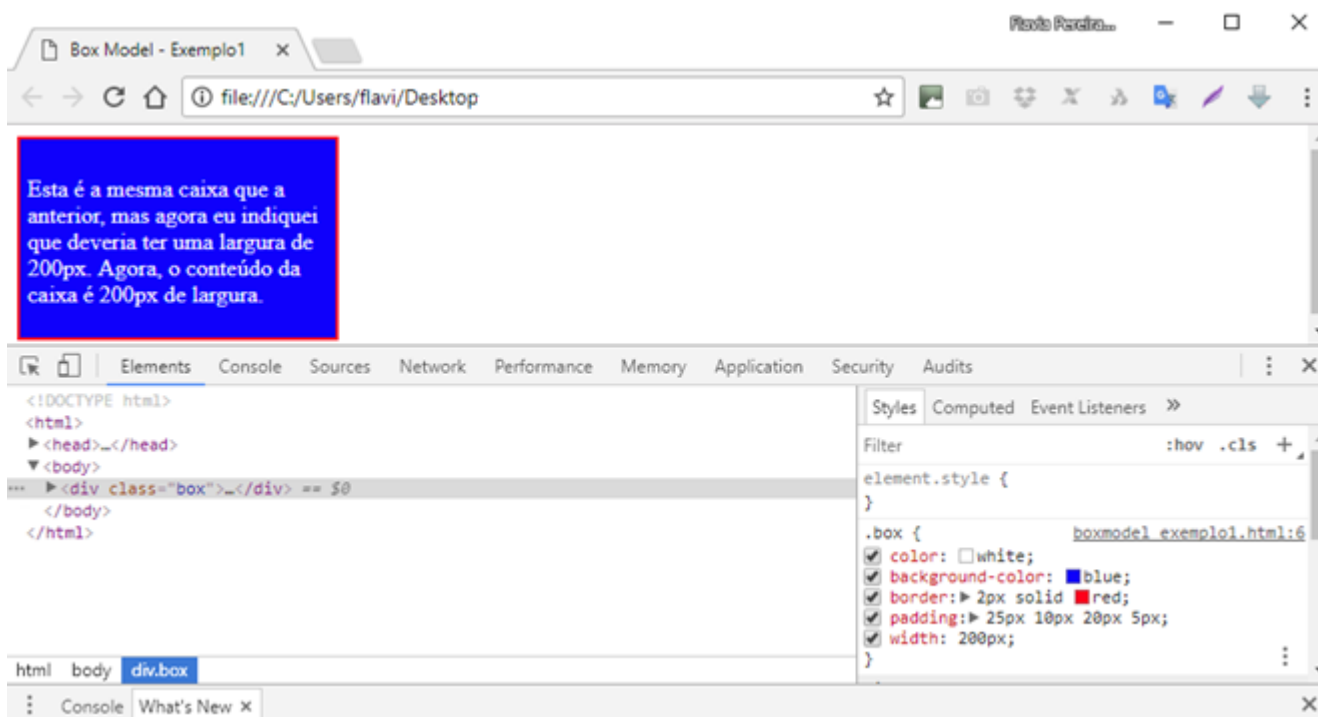 Flavia Pereira...
Box Model - Exemplo1
file:///C:/Users/flavi/Desktop
Esta é a mesma caixa que a
anterior, mas agora eu indiquei
que deveria ter uma largura de
200px. Agora, o conteúdo da
caixa é 200px de largura.
Elements Console Sources Network Performance Memory Application Security Audits
<!DOCTYPE html>
<html>
<head>…</head>
<body>
<div class="box">…</div> == $0
</body>
</html>
html body div.box
Styles Computed Event Listeners »
Filter :hov .cls +
element.style {
}
.box { boxmodel exemplo1.html:6
color: white;
background-color: blue;
border: 2px solid red;
padding: 25px 10px 20px 5px;
width: 200px;
}
Console What's New ×